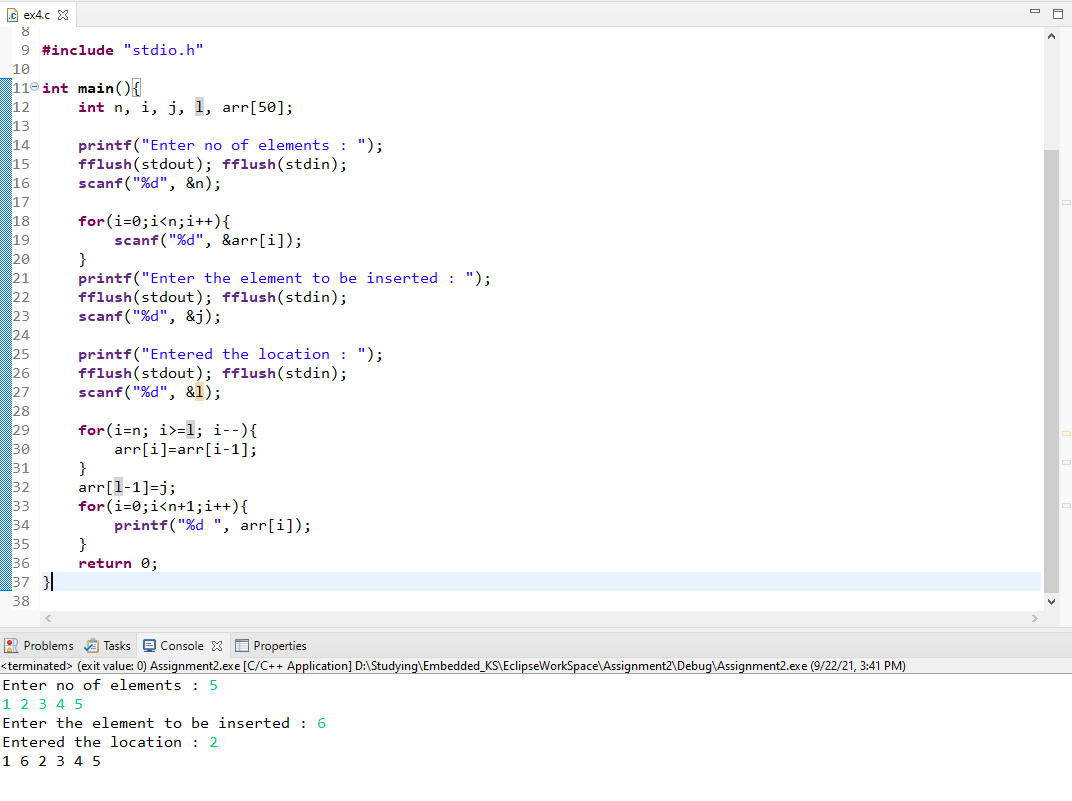 ex4.c
8
9 #include "stdio.h"
10
11 int main(){
12     int n, i, j, l, arr[50];
13
14     printf("Enter no of elements : ");
15     fflush(stdout); fflush(stdin);
16     scanf("%d", &n);
17
18     for(i=0;i<n;i++){
19         scanf("%d", &arr[i]);
20     }
21     printf("Enter the element to be inserted : ");
22     fflush(stdout); fflush(stdin);
23     scanf("%d", &j);
24
25     printf("Entered the location : ");
26     fflush(stdout); fflush(stdin);
27     scanf("%d", &l);
28
29     for(i=n; i>=l; i--){
30         arr[i]=arr[i-1];
31     }
32     arr[l-1]=j;
33     for(i=0;i<n+1;i++){
34         printf("%d ", arr[i]);
35     }
36     return 0;
37 }
38
Problems Tasks Console Properties
<terminated> (exit value: 0) Assignment2.exe [C/C++ Application] D:\Studying\Embedded_KS\EclipseWorkSpace\Assignment2\Debug\Assignment2.exe (9/22/21, 3:41 PM)
Enter no of elements : 5
1 2 3 4 5
Enter the element to be inserted : 6
Entered the location : 2
1 6 2 3 4 5